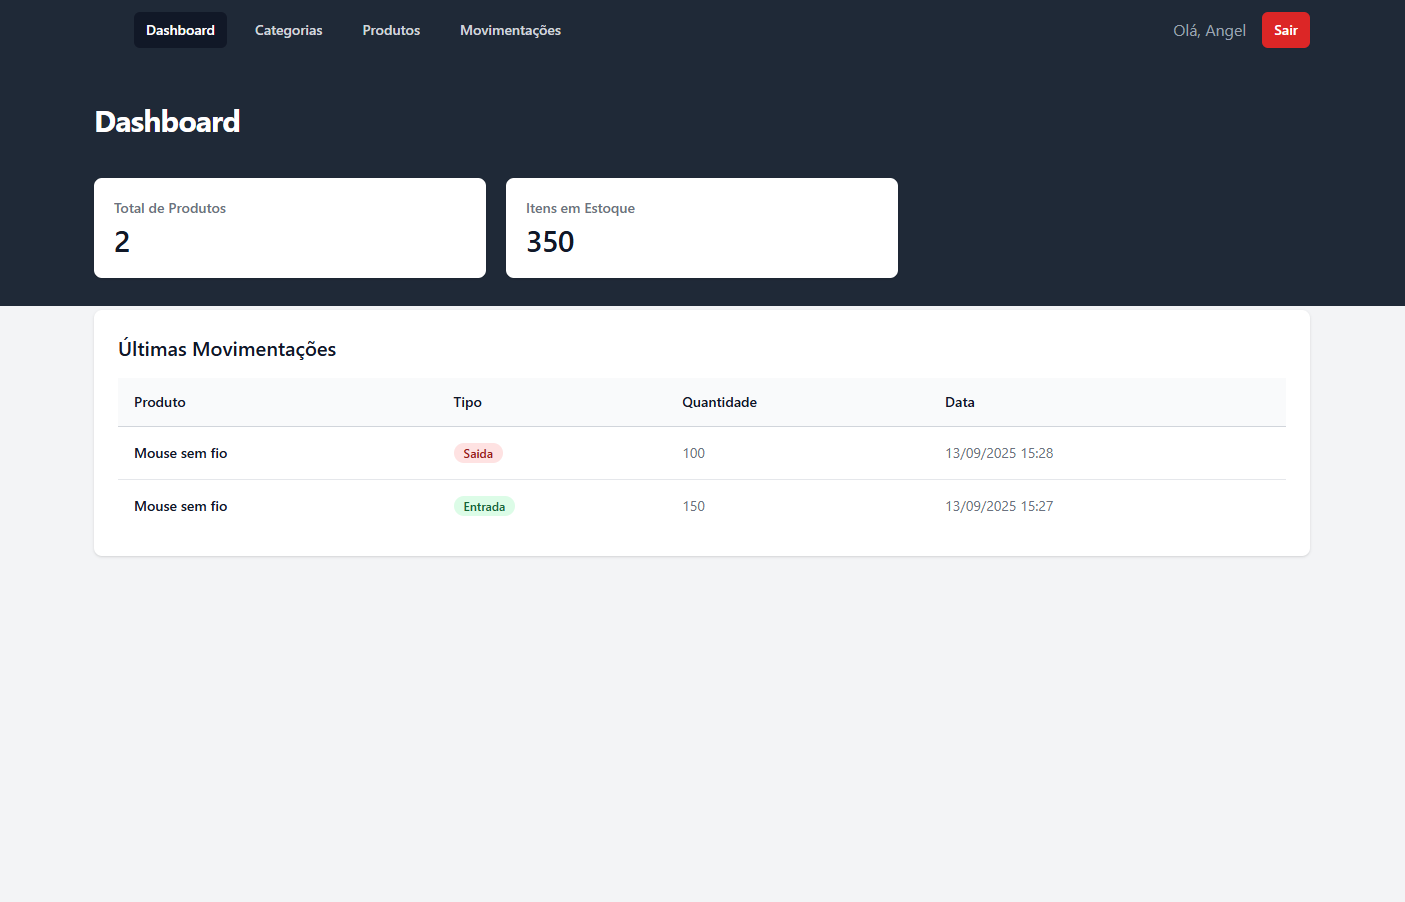 Dashboard Categorias Produtos Movimentações Olá, Angel Sair
Dashboard
Total de Produtos
2
Itens em Estoque
350
Últimas Movimentações
Produto Tipo Quantidade Data
Mouse sem fio Saida 100 13/09/2025 15:28
Mouse sem fio Entrada 150 13/09/2025 15:27